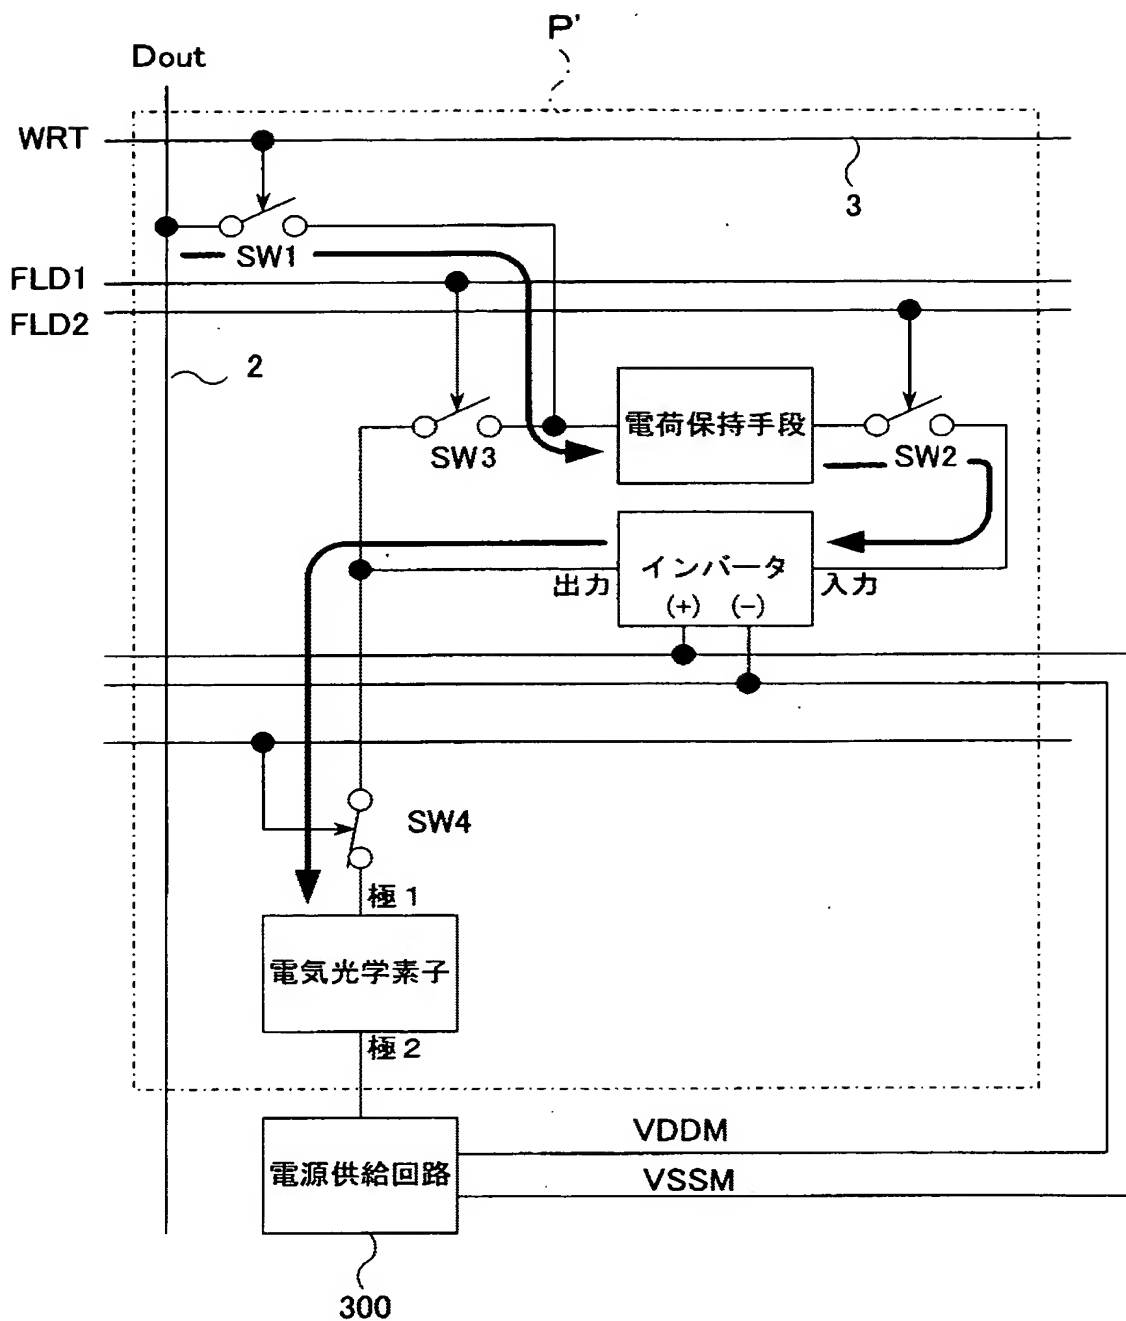 P'
Dout
WRT
3
SW1
FLD1
FLD2
2
電荷保持手段
SW3
SW2
インバータ
出力
入力
(+) (-)
SW4
極1
電気光学素子
極2
VDDM
電源供給回路
VSSM
300